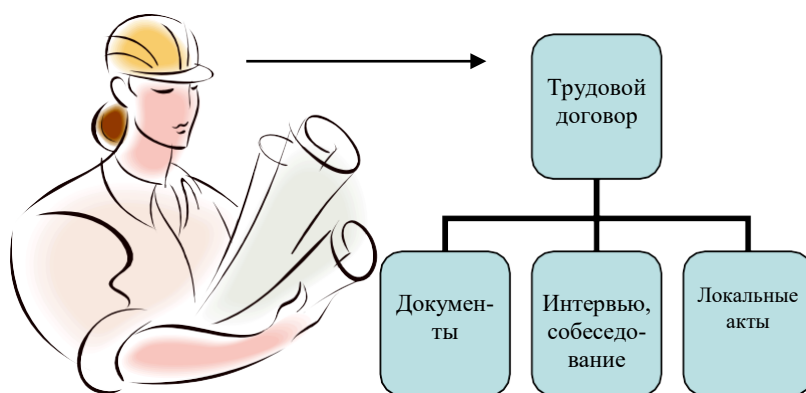 Трудовой
договор
Докумен-
ты
Интервью,
собеседо-
вание
Локальные
акты